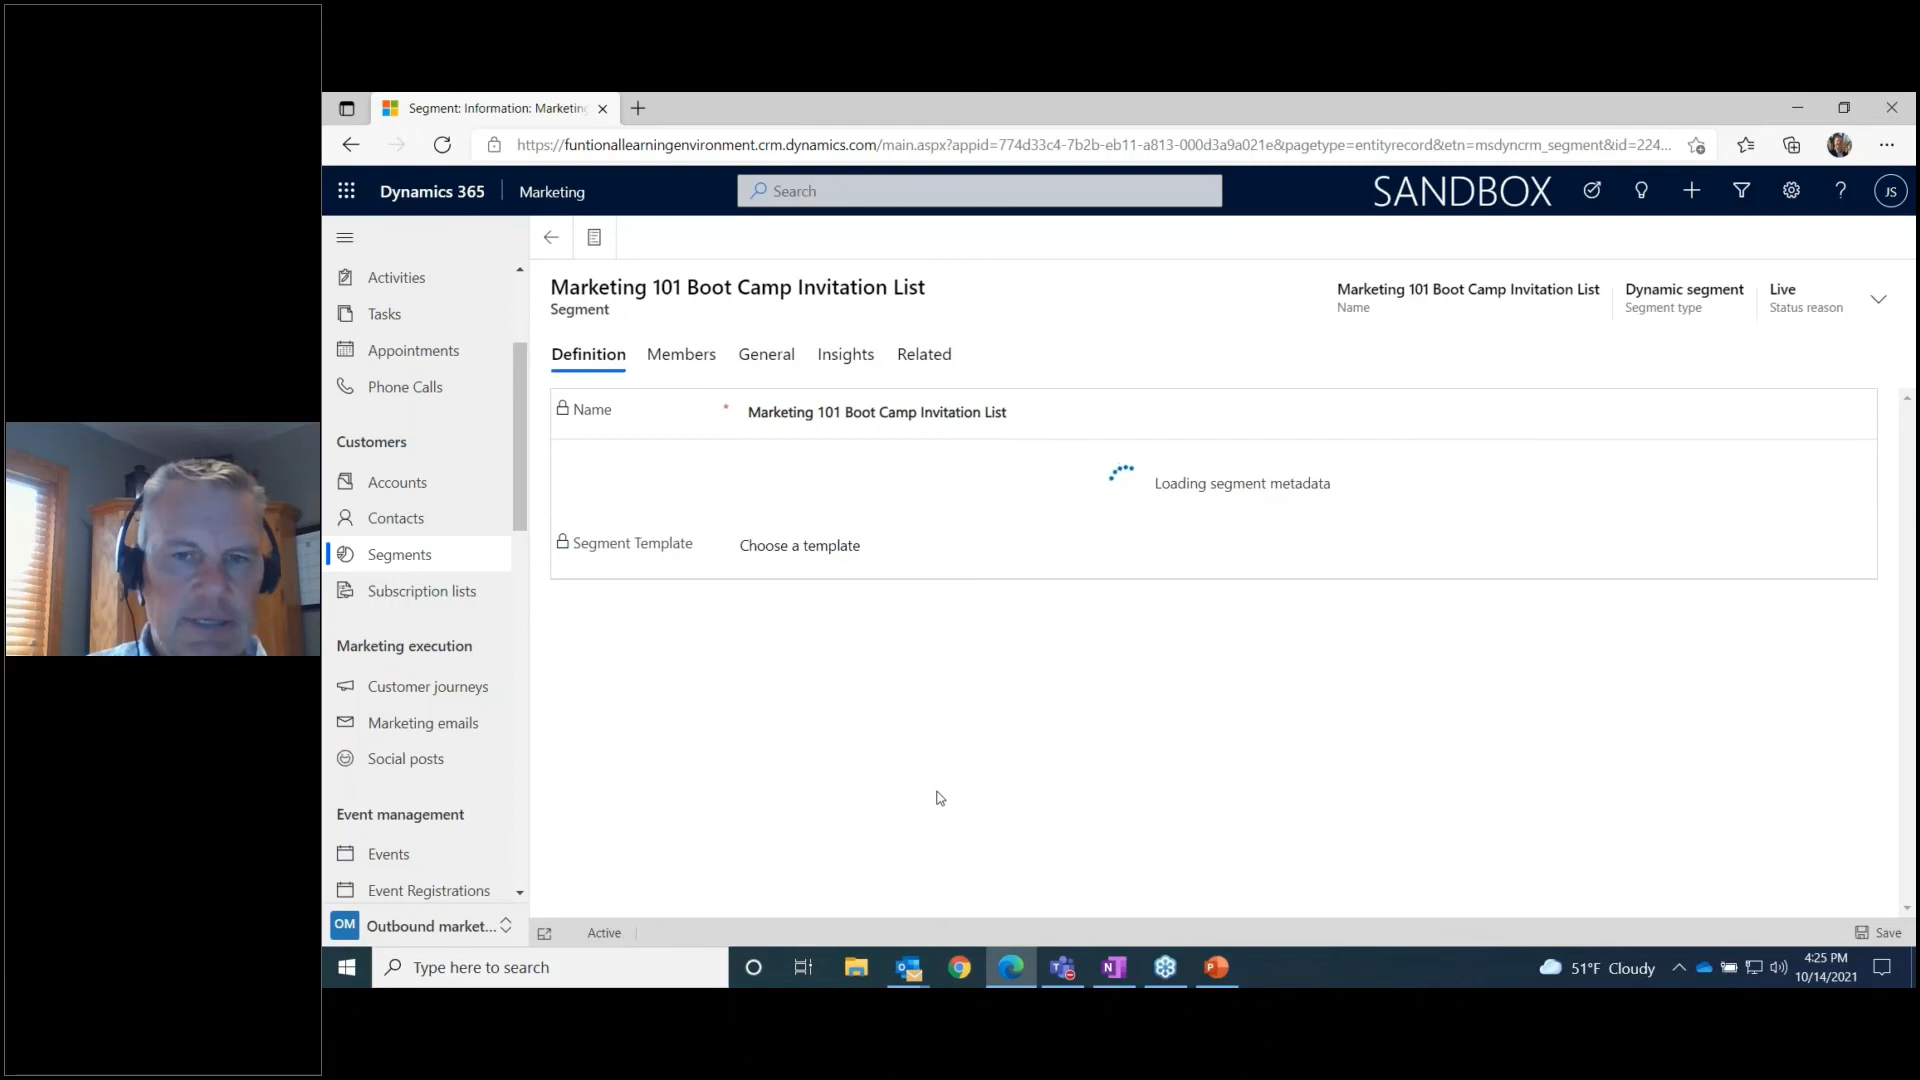 Segment: Information: Marketing
https://funtionallearningenvironment.crm.dynamics.com/main.aspx?appid=774d33c4-7b2b-eb11-a813-000d3a9a021e&pagetype=entityrecord&etn=msdyncrm_segment&id=224...
Dynamics 365
Marketing
Search
SANDBOX
JS
Activities
Tasks
Appointments
Phone Calls
Customers
Accounts
Contacts
Segments
Subscription lists
Marketing execution
Customer journeys
Marketing emails
Social posts
Event management
Events
Event Registrations
OM Outbound market...
Marketing 101 Boot Camp Invitation List
Segment
Marketing 101 Boot Camp Invitation List
Name
Dynamic segment
Segment type
Live
Status reason
Definition
Members
General
Insights
Related
Name * Marketing 101 Boot Camp Invitation List
Loading segment metadata
Segment Template Choose a template
Active
Save
Type here to search
51°F Cloudy
4:25 PM
10/14/2021